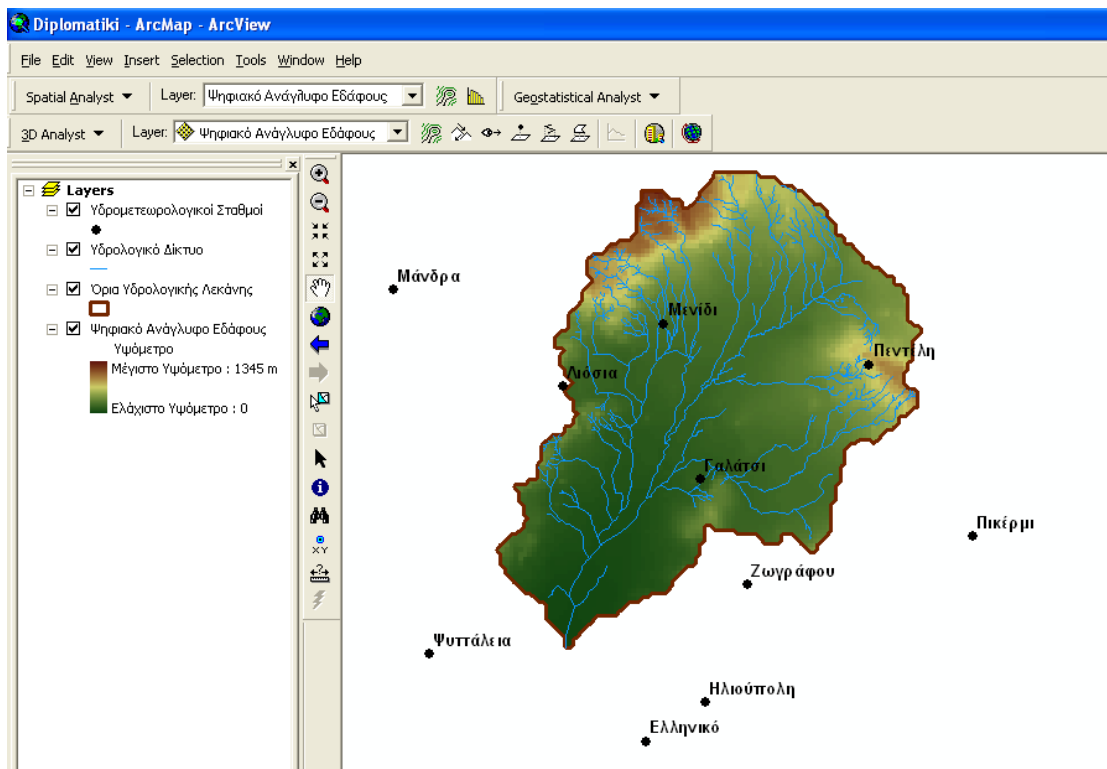 Diplomatiki - ArcMap - ArcView
File Edit View Insert Selection Tools Window Help
Spatial Analyst Layer: Ψηφιακό Ανάγλυφο Εδάφους Geostatistical Analyst
3D Analyst Layer: Ψηφιακό Ανάγλυφο Εδάφους
Layers
Υδρομετεωρολογικοί Σταθμοί
Υδρολογικό Δίκτυο
Όρια Υδρολογικής Λεκάνης
Ψηφιακό Ανάγλυφο Εδάφους
Υψόμετρο
Μέγιστο Υψόμετρο : 1345 m
Ελάχιστο Υψόμετρο : 0
XY
Μάνδρα
Μενίδι
Πεντέλη
Λιόσια
Γαλάτσι
Πικέρμι
Ζωγράφου
Ψυττάλεια
Ηλιούπολη
Ελληνικό